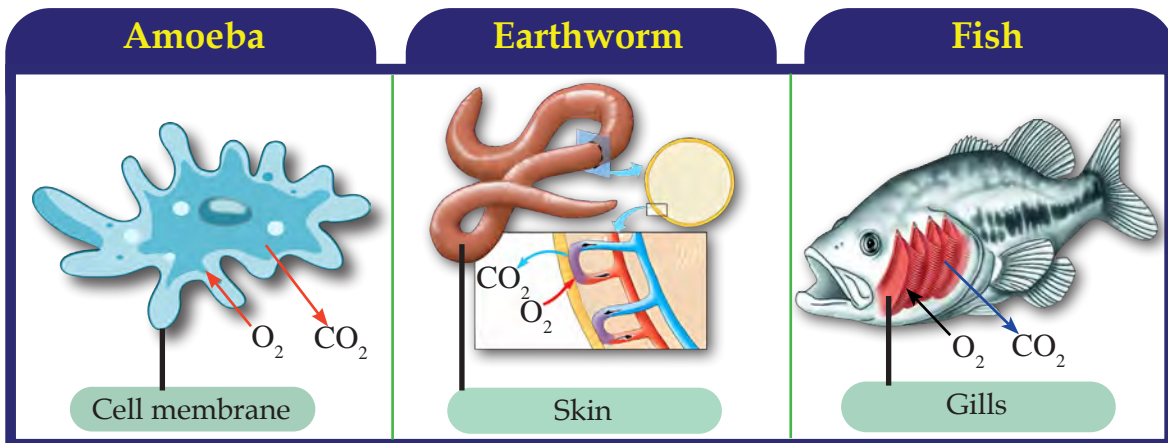 Amoeba
Earthworm
Fish
O₂
CO₂
Cell membrane
CO₂
O₂
Skin
O₂
CO₂
Gills